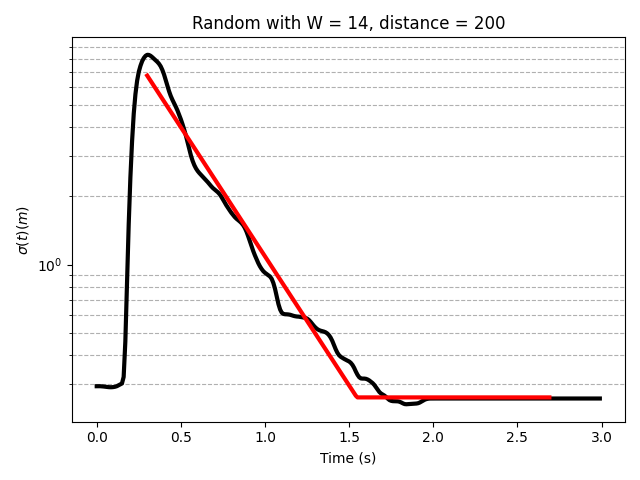 Random with W = 14, distance = 200
σ(t)(m)
10⁰
0.0 0.5 1.0 1.5 2.0 2.5 3.0
Time (s)